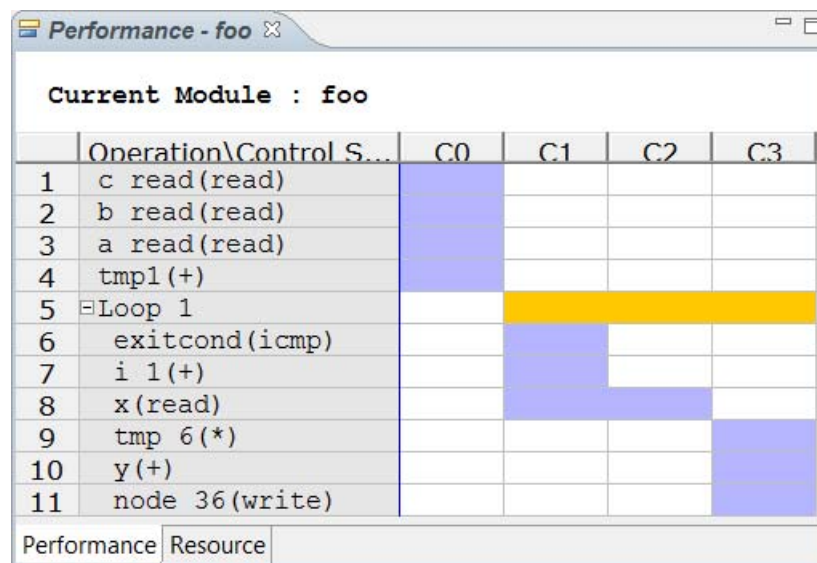 Performance - foo
Current Module : foo
Operation\Control S... C0 C1 C2 C3
1 c read(read)
2 b read(read)
3 a read(read)
4 tmp1(+)
5 Loop 1
6 exitcond(icmp)
7 i 1(+)
8 x(read)
9 tmp 6(*)
10 y(+)
11 node 36(write)
Performance Resource